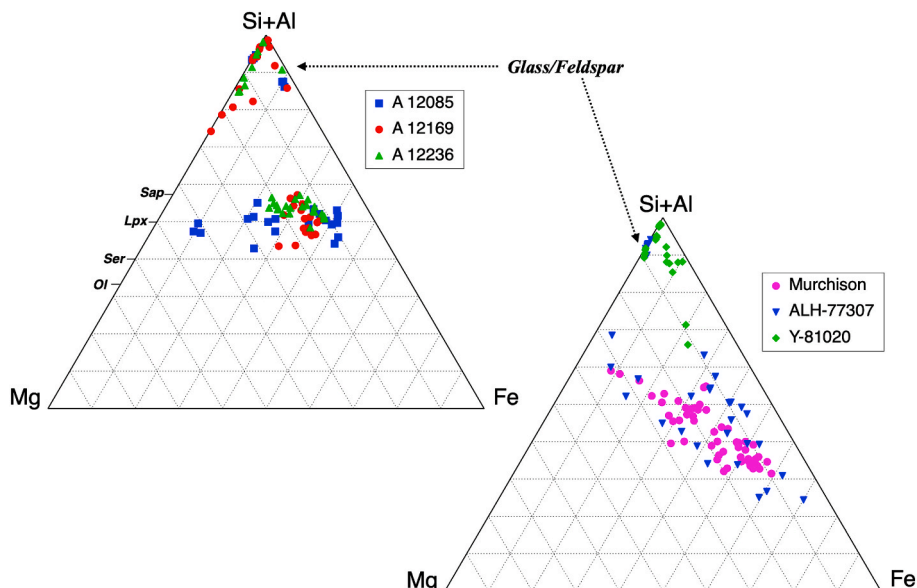 Si+Al
Glass/Feldspar
A 12085
A 12169
A 12236
Sap
Lpx
Ser
Ol
Mg
Fe
Si+Al
Murchison
ALH-77307
Y-81020
Mg
Fe